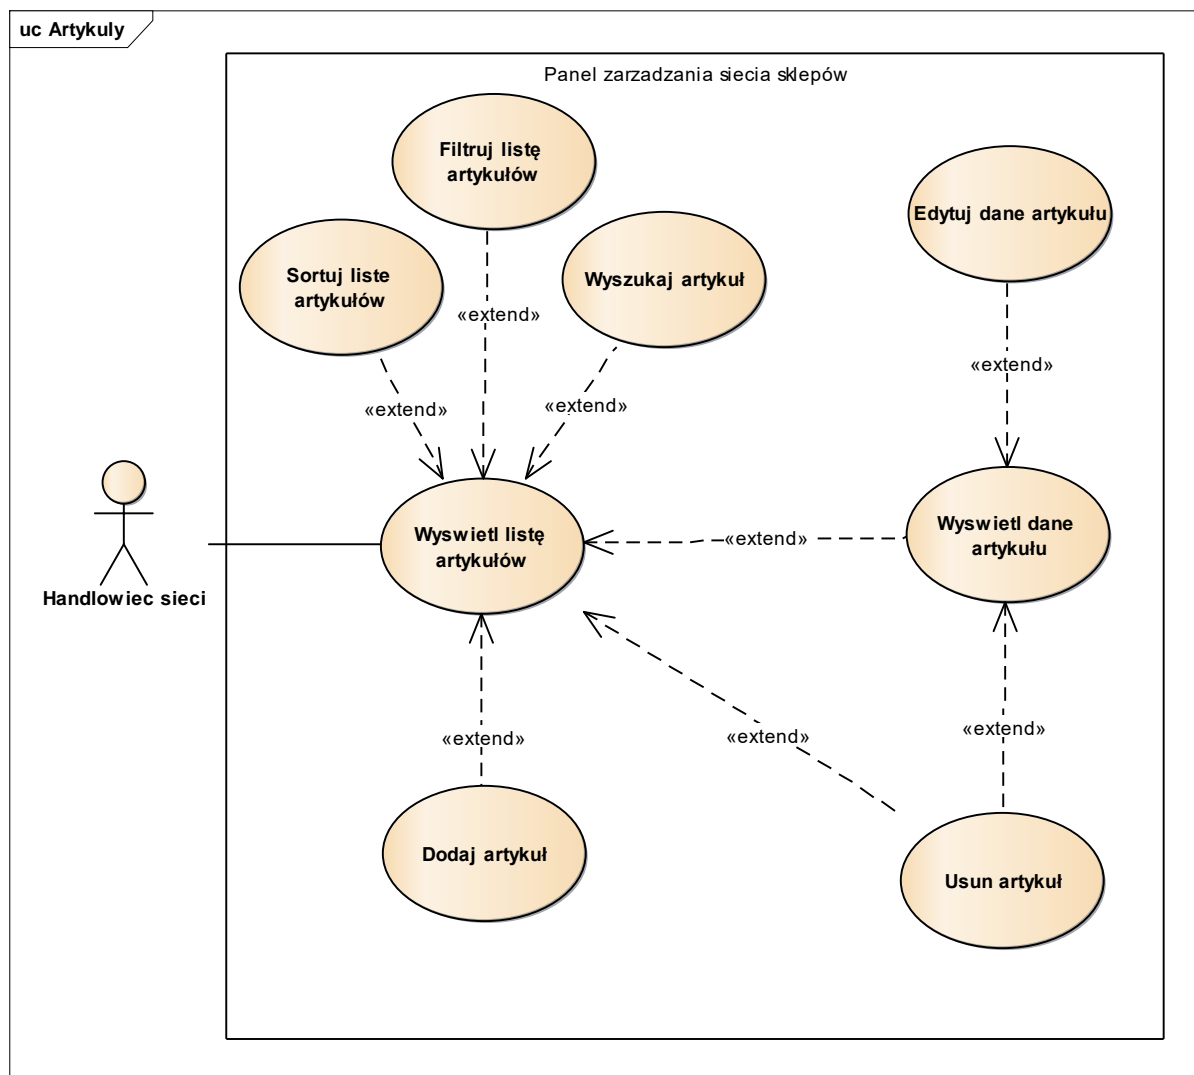 uc Artykuly
Panel zarzadzania siecia sklepów
Filtruj listę
artykułów
Edytuj dane artykułu
Sortuj liste
artykułów
Wyszukaj artykuł
«extend»
«extend»
«extend»
«extend»
Wyswietl listę
artykułów
«extend»
Wyswietl dane
artykułu
Handlowiec sieci
«extend»
«extend»
«extend»
Dodaj artykuł
Usun artykuł